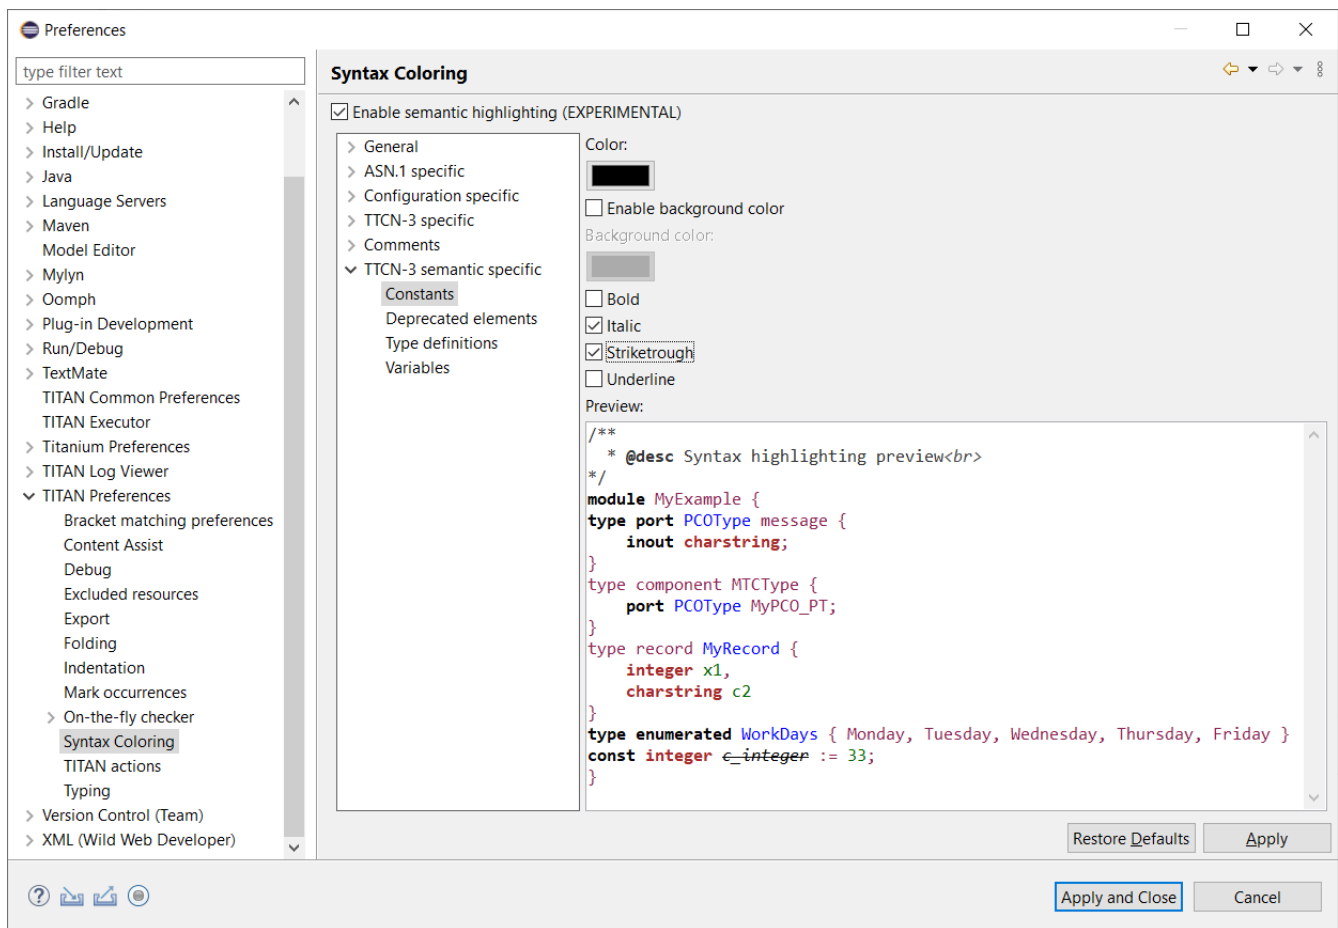 Preferences
type filter text
Gradle
Help
Install/Update
Java
Language Servers
Maven
Model Editor
Mylyn
Oomph
Plug-in Development
Run/Debug
TextMate
TITAN Common Preferences
TITAN Executor
Titanium Preferences
TITAN Log Viewer
TITAN Preferences
Bracket matching preferences
Content Assist
Debug
Excluded resources
Export
Folding
Indentation
Mark occurrences
On-the-fly checker
Syntax Coloring
TITAN actions
Typing
Version Control (Team)
XML (Wild Web Developer)
Syntax Coloring
Enable semantic highlighting (EXPERIMENTAL)
General
ASN.1 specific
Configuration specific
TTCN-3 specific
Comments
TTCN-3 semantic specific
Constants
Deprecated elements
Type definitions
Variables
Color:
Enable background color
Background color:
Bold
Italic
Striketrough
Underline
Preview:
/**
  * @desc Syntax highlighting preview<br>
*/
module MyExample {
type port PCOType message {
    inout charstring;
}
type component MTCType {
    port PCOType MyPCO_PT;
}
type record MyRecord {
    integer x1,
    charstring c2
}
type enumerated WorkDays { Monday, Tuesday, Wednesday, Thursday, Friday }
const integer c_integer := 33;
}
Restore Defaults
Apply
Apply and Close
Cancel